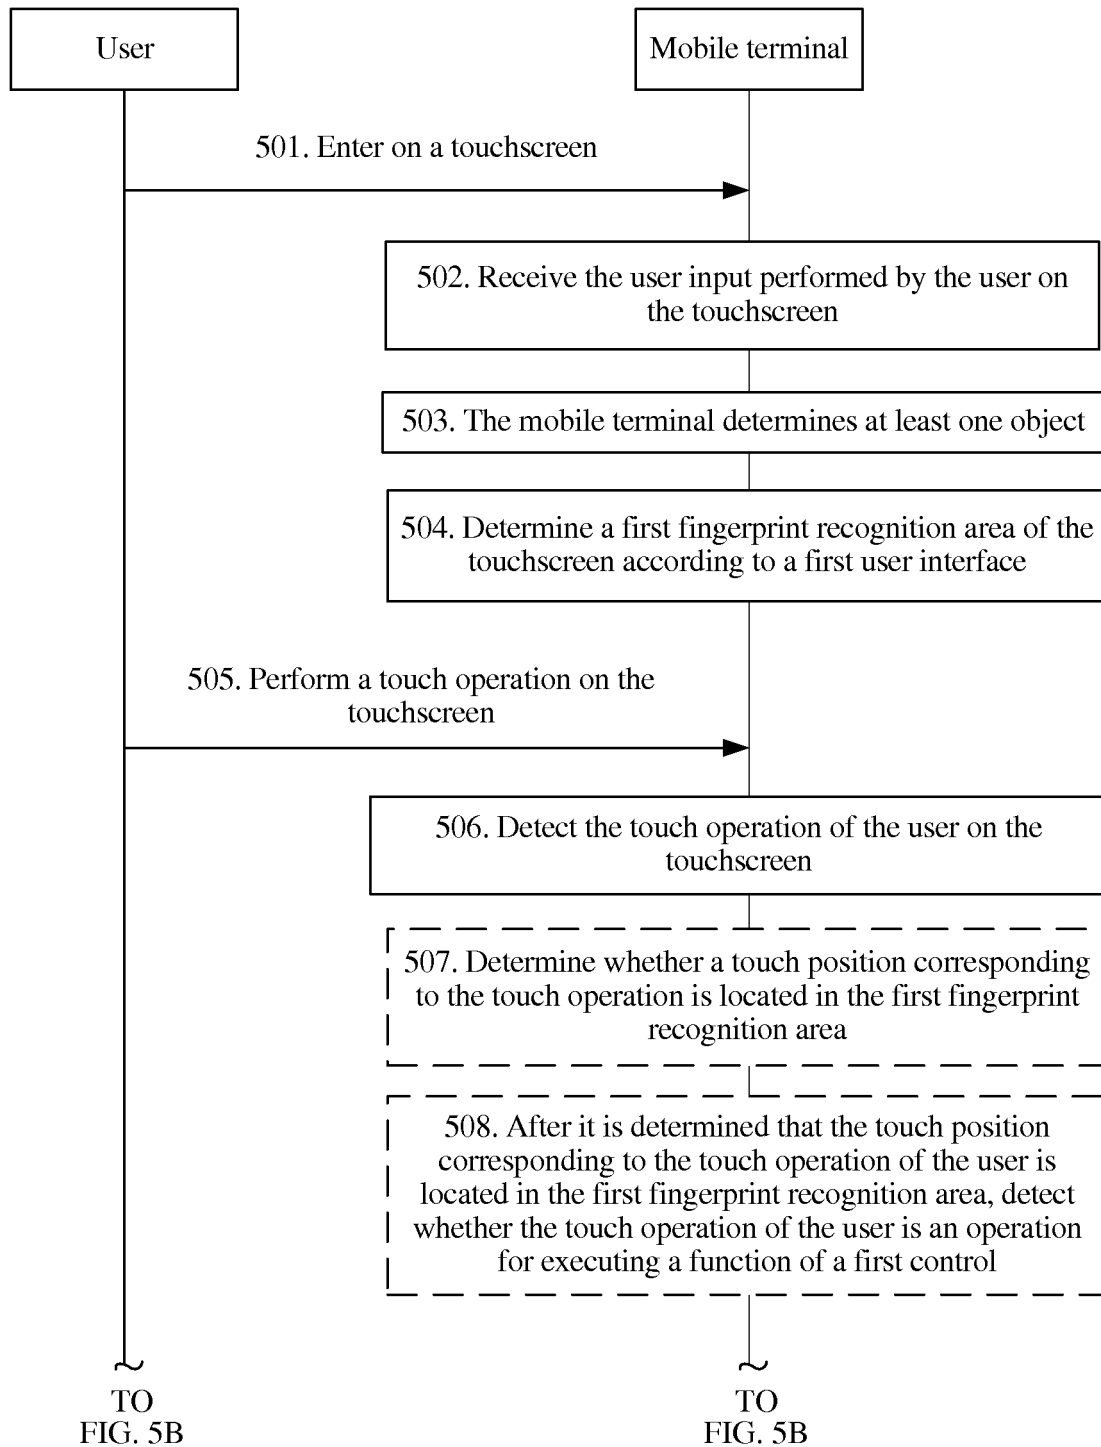 User
Mobile terminal
501. Enter on a touchscreen
502. Receive the user input performed by the user on
the touchscreen
503. The mobile terminal determines at least one object
504. Determine a first fingerprint recognition area of the
touchscreen according to a first user interface
505. Perform a touch operation on the
touchscreen
506. Detect the touch operation of the user on the
touchscreen
507. Determine whether a touch position corresponding
to the touch operation is located in the first fingerprint
recognition area
508. After it is determined that the touch position
corresponding to the touch operation of the user is
located in the first fingerprint recognition area, detect
whether the touch operation of the user is an operation
for executing a function of a first control
TO
FIG. 5B
TO
FIG. 5B